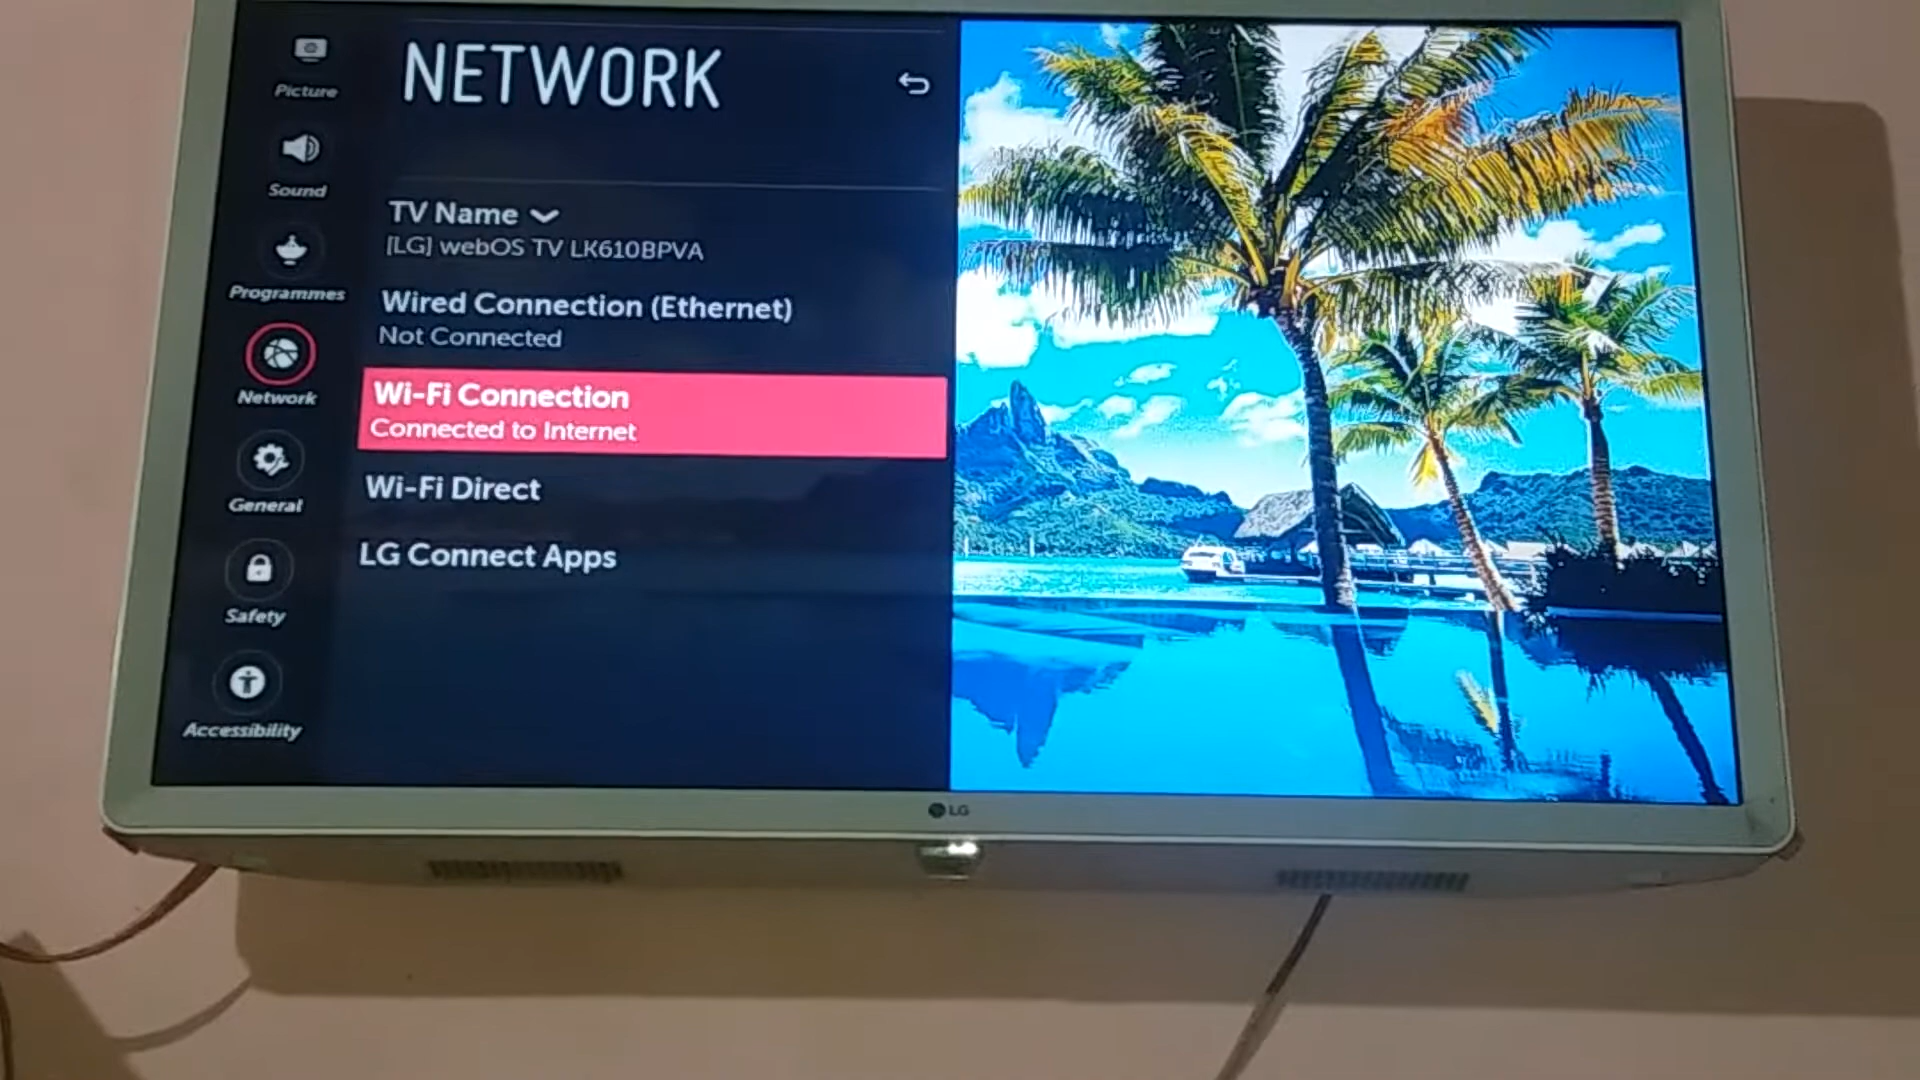 Picture
Sound
Programmes
Network
General
Safety
Accessibility
NETWORK
TV Name
[LG] webOS TV LK610BPVA
Wired Connection (Ethernet)
Not Connected
Wi-Fi Connection
Connected to Internet
Wi-Fi Direct
LG Connect Apps
LG